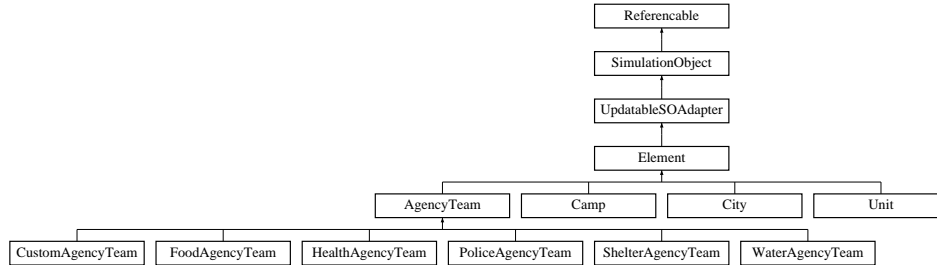 Referencable
SimulationObject
UpdatableSOAdapter
Element
AgencyTeam Camp City Unit
CustomAgencyTeam FoodAgencyTeam HealthAgencyTeam PoliceAgencyTeam ShelterAgencyTeam WaterAgencyTeam